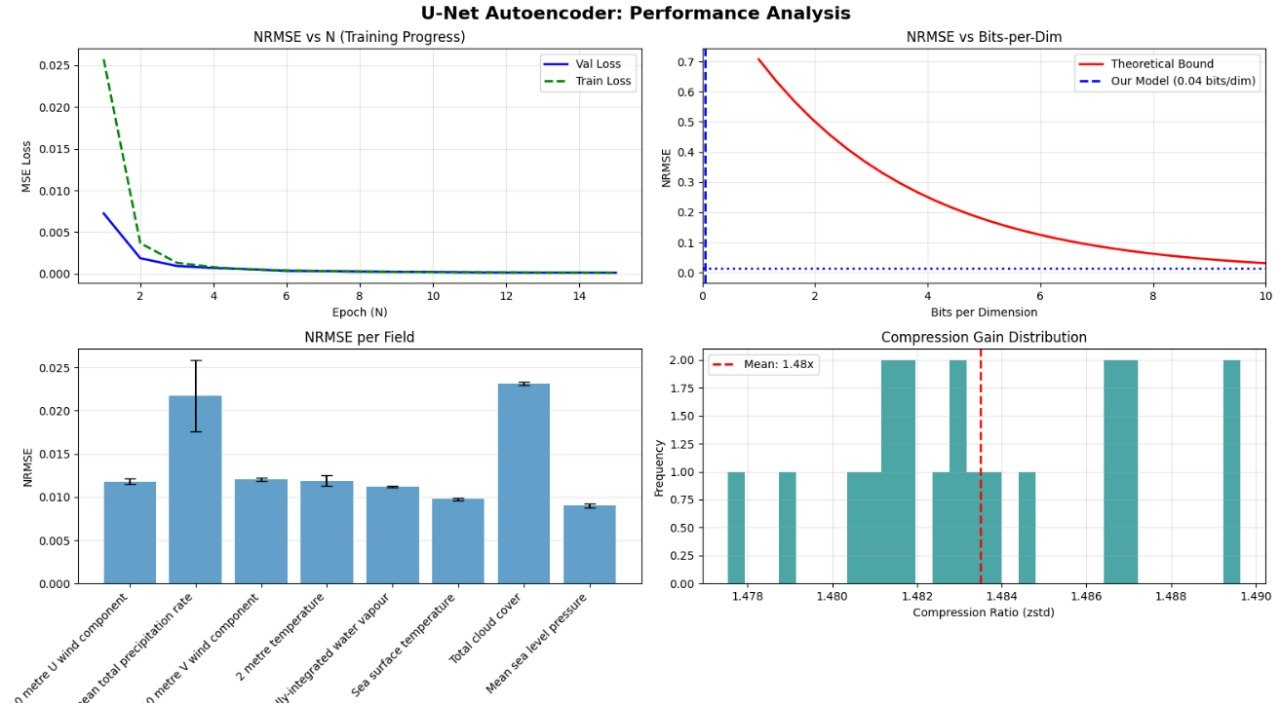 U-Net Autoencoder: Performance Analysis
NRMSE vs N (Training Progress)
MSE Loss
0.025
0.020
0.015
0.010
0.005
0.000
Val Loss
Train Loss
2 4 6 8 10 12 14
Epoch (N)
NRMSE vs Bits-per-Dim
NRMSE
0.7
0.6
0.5
0.4
0.3
0.2
0.1
0.0
Theoretical Bound
Our Model (0.04 bits/dim)
0 2 4 6 8 10
Bits per Dimension
NRMSE per Field
NRMSE
0.025
0.020
0.015
0.010
0.005
0.000
0 metre U wind component
ean total precipitation rate
0 metre V wind component
2 metre temperature
lly-integrated water vapour
Sea surface temperature
Total cloud cover
Mean sea level pressure
Compression Gain Distribution
Frequency
2.00
1.75
1.50
1.25
1.00
0.75
0.50
0.25
0.00
Mean: 1.48x
1.478 1.480 1.482 1.484 1.486 1.488 1.490
Compression Ratio (zstd)